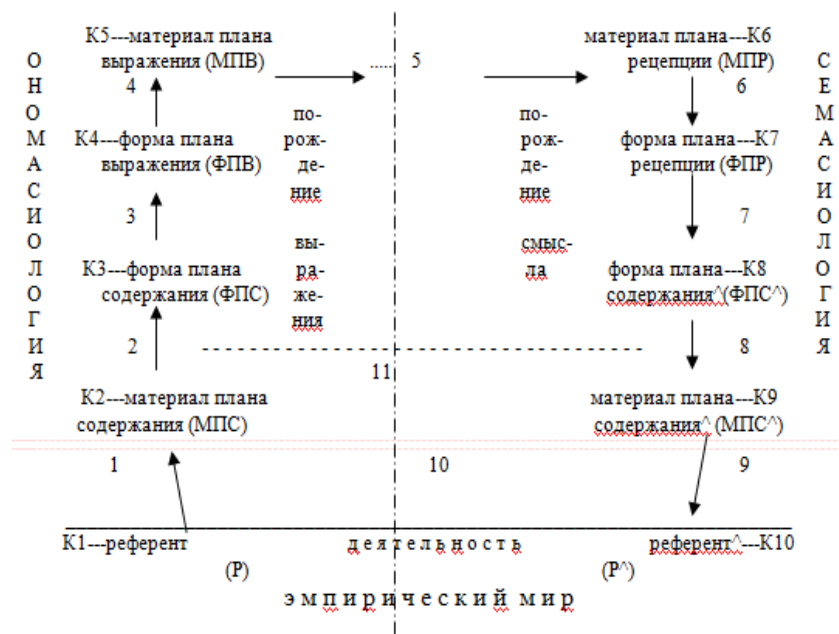 К5---материал плана
выражения (МПВ)
4
К4---форма плана
выражения (ФПВ)
3
К3---форма плана
содержания (ФПС)
2
К2---материал плана
содержания (МПС)
1
К1---референт
(Р)
ОНОМАСИОЛОГИЯ
по-
рож-
де-
ние
вы-
ра-
же-
ния
...... 5
11
10
деятельность
эмпирический мир
по-
рож-
де-
ние
смыс-
ла
материал плана---К6
рецепции (МПР)
6
форма плана---К7
рецепции (ФПР)
7
форма плана---К8
содержания^(ФПС^)
8
материал плана---К9
содержания^ (МПС^)
9
референт^---К10
(Р^)
СЕМАСИОЛОГИЯ